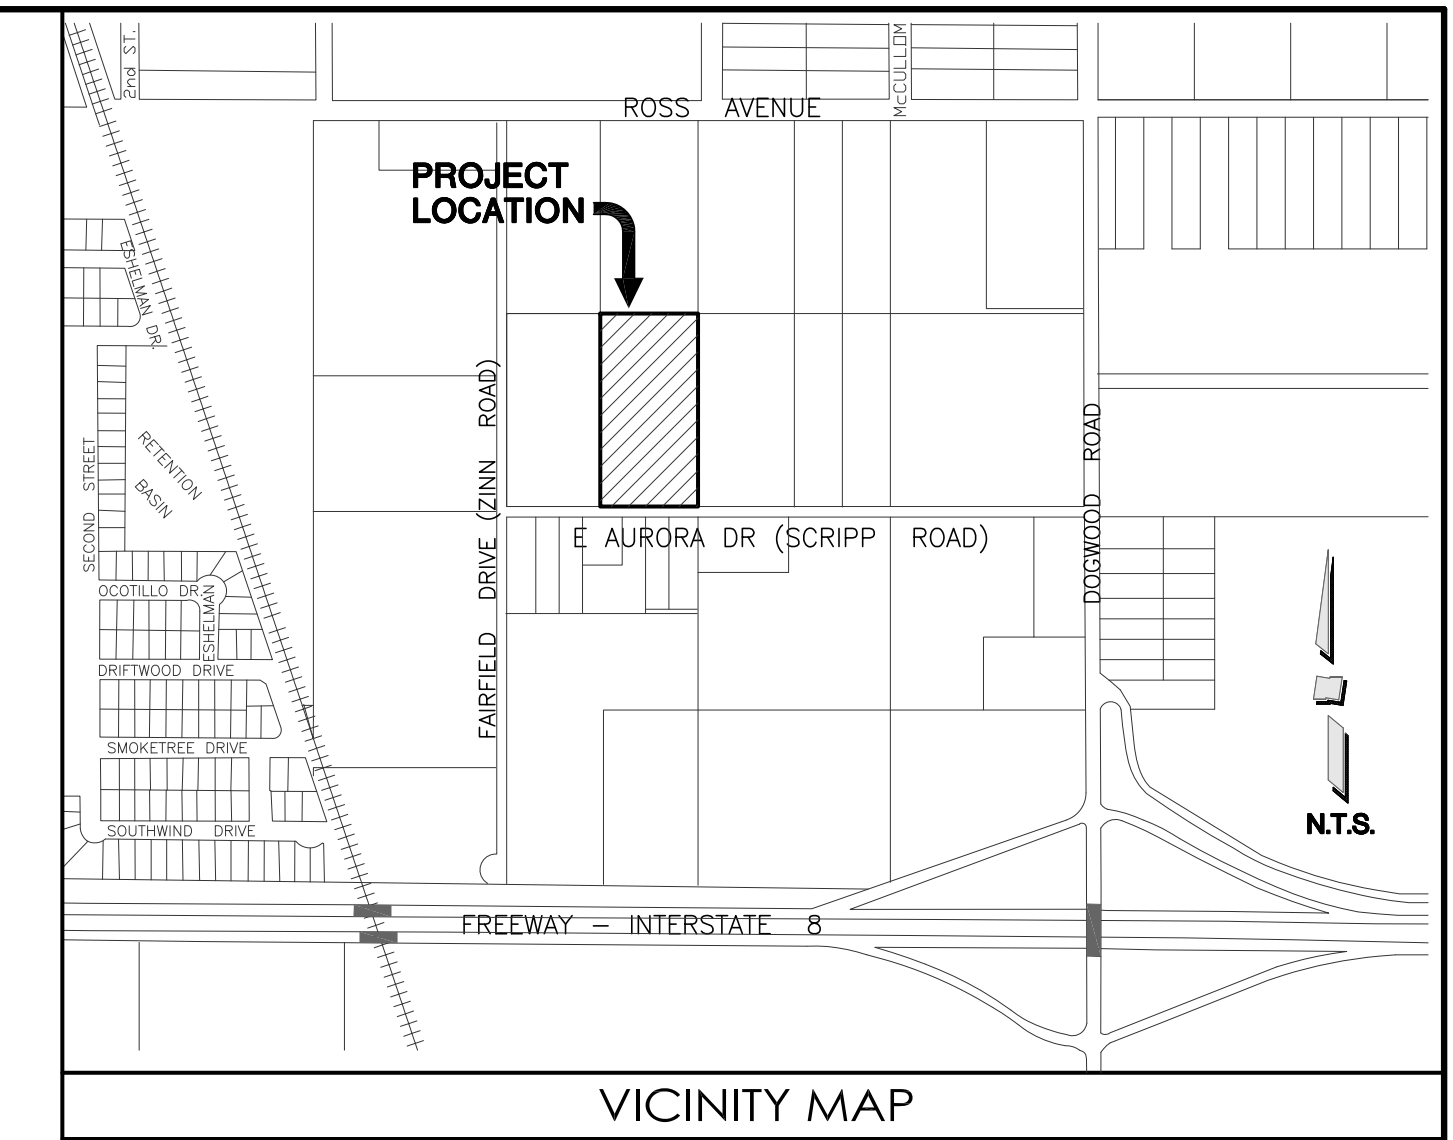 2nd ST.
McCULLOM
ROSS AVENUE
PROJECT
LOCATION
ESHELMAN DR.
FAIRFIELD DRIVE (ZINN ROAD)
DOGWOOD ROAD
SECOND STREET
RETENTION
BASIN
E AURORA DR (SCRIPP ROAD)
OCOTILLO DR.
ESHELMAN
DRIFTWOOD DRIVE
SMOKETREE DRIVE
SOUTHWIND DRIVE
N.T.S.
FREEWAY - INTERSTATE 8
VICINITY MAP